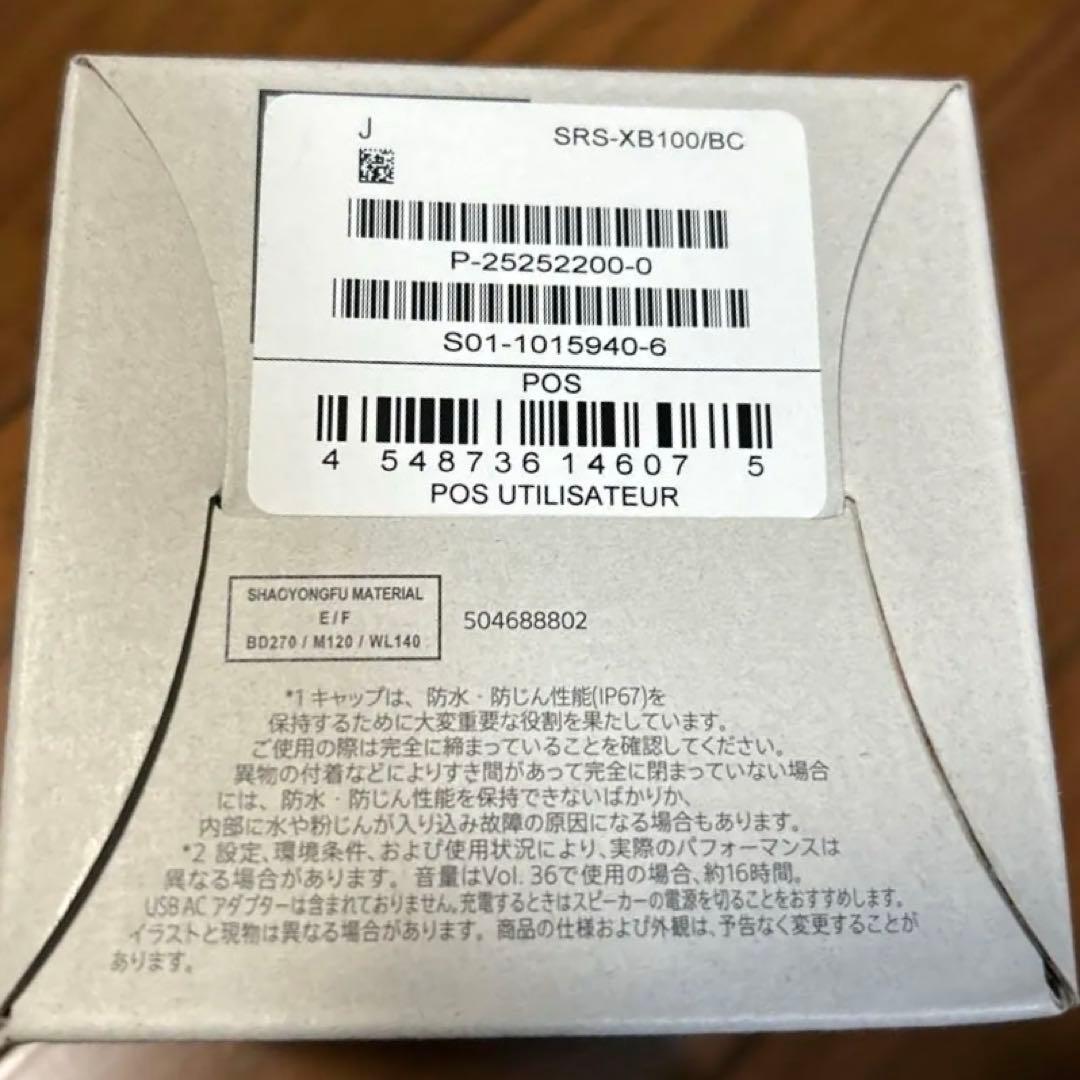 J
SRS-XB100/BC
P-25252200-0
S01-1015940-6
POS
4 548736 14607 5
POS UTILISATEUR
SHAOYONGFU MATERIAL
E/F
BD270 / M120 / WL140
504688802
*1 キャップは、防水・防じん性能(IP67)を
保持するために大変重要な役割を果たしています。
ご使用の際は完全に締まっていることを確認してください。
異物の付着などによりすき間があって完全に閉まっていない場合
には、防水・防じん性能を保持できないばかりか、
内部に水や粉じんが入り込み故障の原因になる場合もあります。
*2 設定、環境条件、および使用状況により、実際のパフォーマンスは
異なる場合があります。音量はVol. 36で使用の場合、約16時間。
USB AC アダプターは含まれておりません。充電するときはスピーカーの電源を切ることをおすすめします。
イラストと現物は異なる場合があります。商品の仕様および外観は、予告なく変更することが
あります。